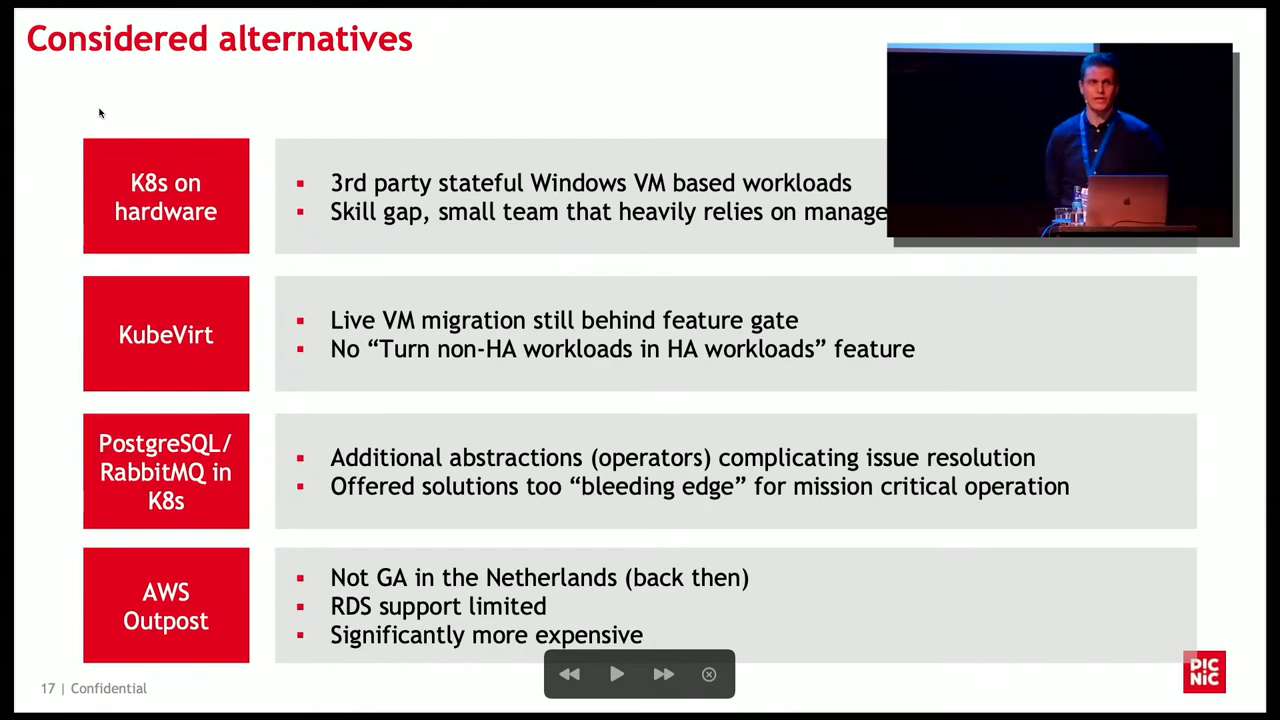 Considered alternatives
K8s on
hardware
3rd party stateful Windows VM based workloads
Skill gap, small team that heavily relies on manage
KubeVirt
Live VM migration still behind feature gate
No “Turn non-HA workloads in HA workloads” feature
PostgreSQL/
RabbitMQ in
K8s
Additional abstractions (operators) complicating issue resolution
Offered solutions too “bleeding edge” for mission critical operation
AWS
Outpost
Not GA in the Netherlands (back then)
RDS support limited
Significantly more expensive
17 | Confidential
PIC
NIC